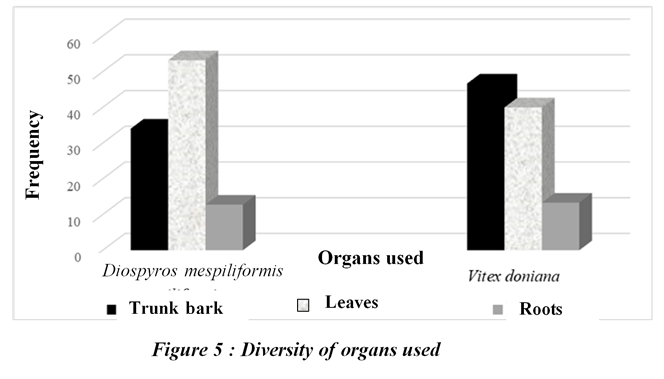 60
50
40
30
20
10
0
Frequency
Organs used
Diospyros mespiliformis
Vitex doniana
Trunk bark
Leaves
Roots
Figure 5 : Diversity of organs used